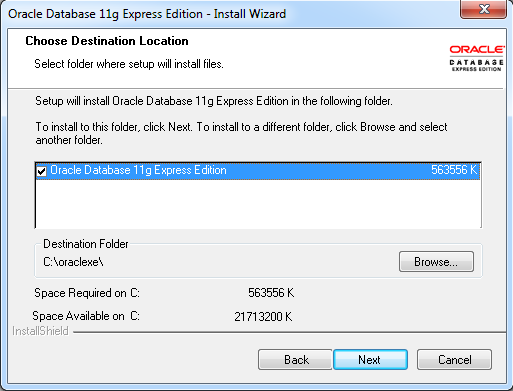 Oracle Database 11g Express Edition - Install Wizard
Choose Destination Location
Select folder where setup will install files.
ORACLE
DATABASE
EXPRESS EDITION
Setup will install Oracle Database 11g Express Edition in the following folder.
To install to this folder, click Next. To install to a different folder, click Browse and select
another folder.
Oracle Database 11g Express Edition 563556 K
Destination Folder
C:\oraclexe\
Browse...
Space Required on C: 563556 K
Space Available on C: 21713200 K
InstallShield
Back Next Cancel